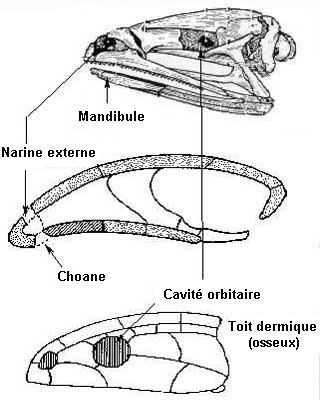 Mandibule
Narine externe
Choane
Cavité orbitaire
Toit dermique
(osseux)